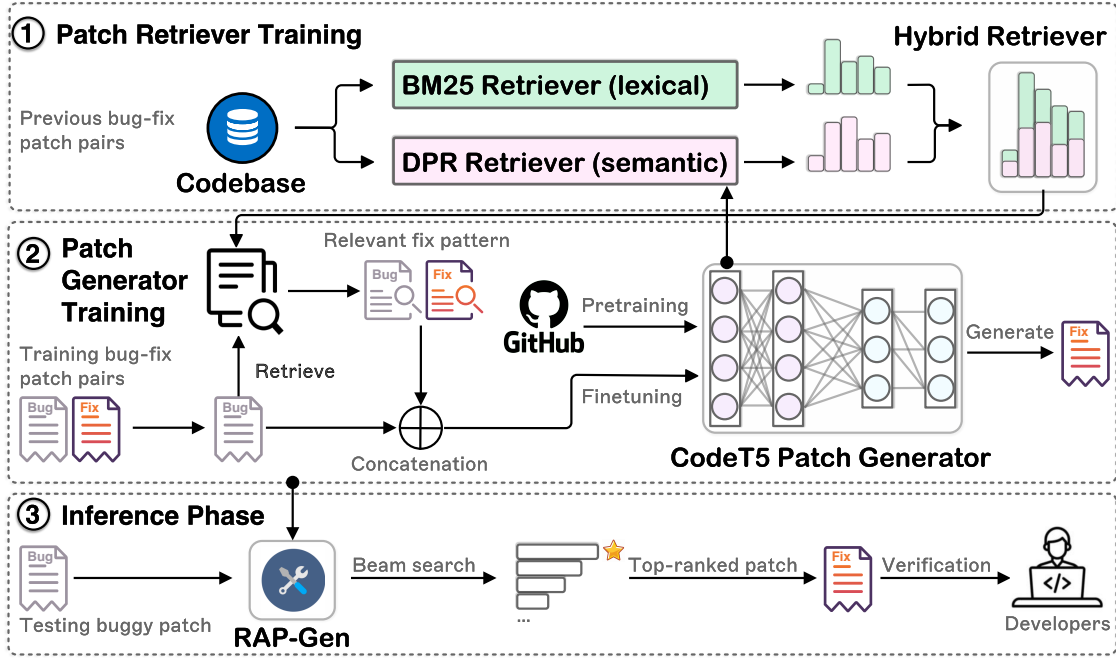 1 Patch Retriever Training
Hybrid Retriever
BM25 Retriever (lexical)
Previous bug-fix
patch pairs
DPR Retriever (semantic)
Codebase
2 Patch
Generator
Training
Relevant fix pattern
Bug
Fix
GitHub
Pretraining
Generate
Fix
Training bug-fix
patch pairs
Retrieve
Finetuning
Bug
Fix
Bug
Concatenation
CodeT5 Patch Generator
3 Inference Phase
Bug
Beam search
Top-ranked patch
Fix
Verification
</>
...
Testing buggy patch
RAP-Gen
Developers